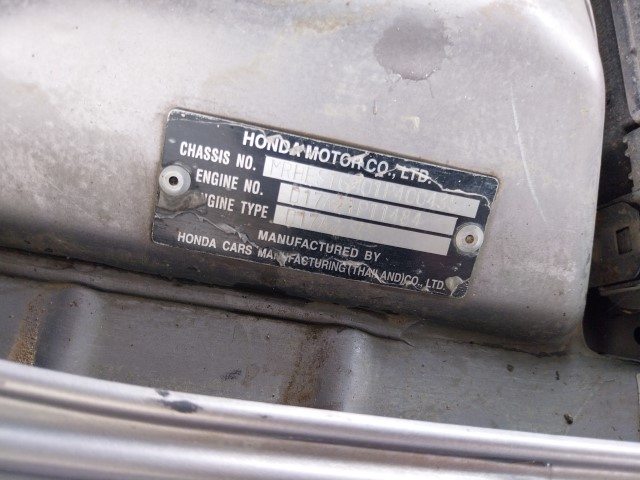 HONDA MOTOR CO., LTD.
CHASSIS NO.
ENGINE NO.
ENGINE TYPE
MANUFACTURED BY
HONDA CARS MANUFACTURING (THAILAND) CO., LTD.